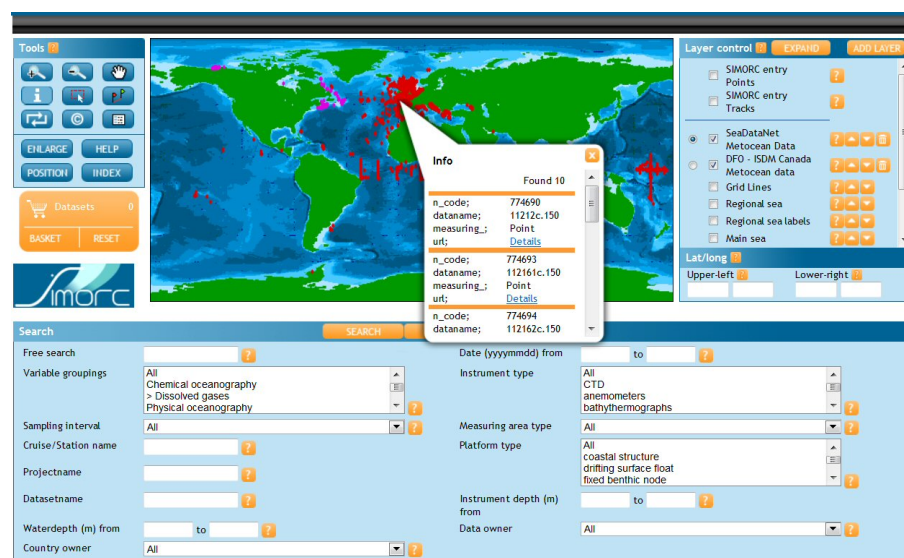 Tools ?
i
P P
©
ENLARGE
HELP
POSITION
INDEX
Datasets 0
BASKET
RESET
Simorc
Info
X
Found 10
n_code; 774690
dataname; 11212c.150
measuring_; Point
url; Details
n_code; 774693
dataname; 112161c.150
measuring_; Point
url; Details
n_code; 774694
dataname; 112162c.150
Layer control ? EXPAND ADD LAYER
SIMORC entry
Points ?
SIMORC entry
Tracks ?
SeaDataNet
Metocean Data ?
DFO - ISDM Canada
Metocean data ?
Grid Lines ?
Regional sea ?
Regional sea labels ?
Main sea ?
Lat/long ?
Upper-left ? Lower-right ?
Search SEARCH
Free search ?
Variable groupings
All
Chemical oceanography
> Dissolved gases
Physical oceanography
?
Sampling interval All ?
Cruise/Station name ?
Projectname ?
Datasetname ?
Waterdepth (m) from to ?
Country owner All ?
Date (yyyymmdd) from to ?
Instrument type
All
CTD
anemometers
bathythermographs
?
Measuring area type All ?
Platform type
All
coastal structure
drifting surface float
fixed benthic node
?
Instrument depth (m)
from to ?
Data owner All ?